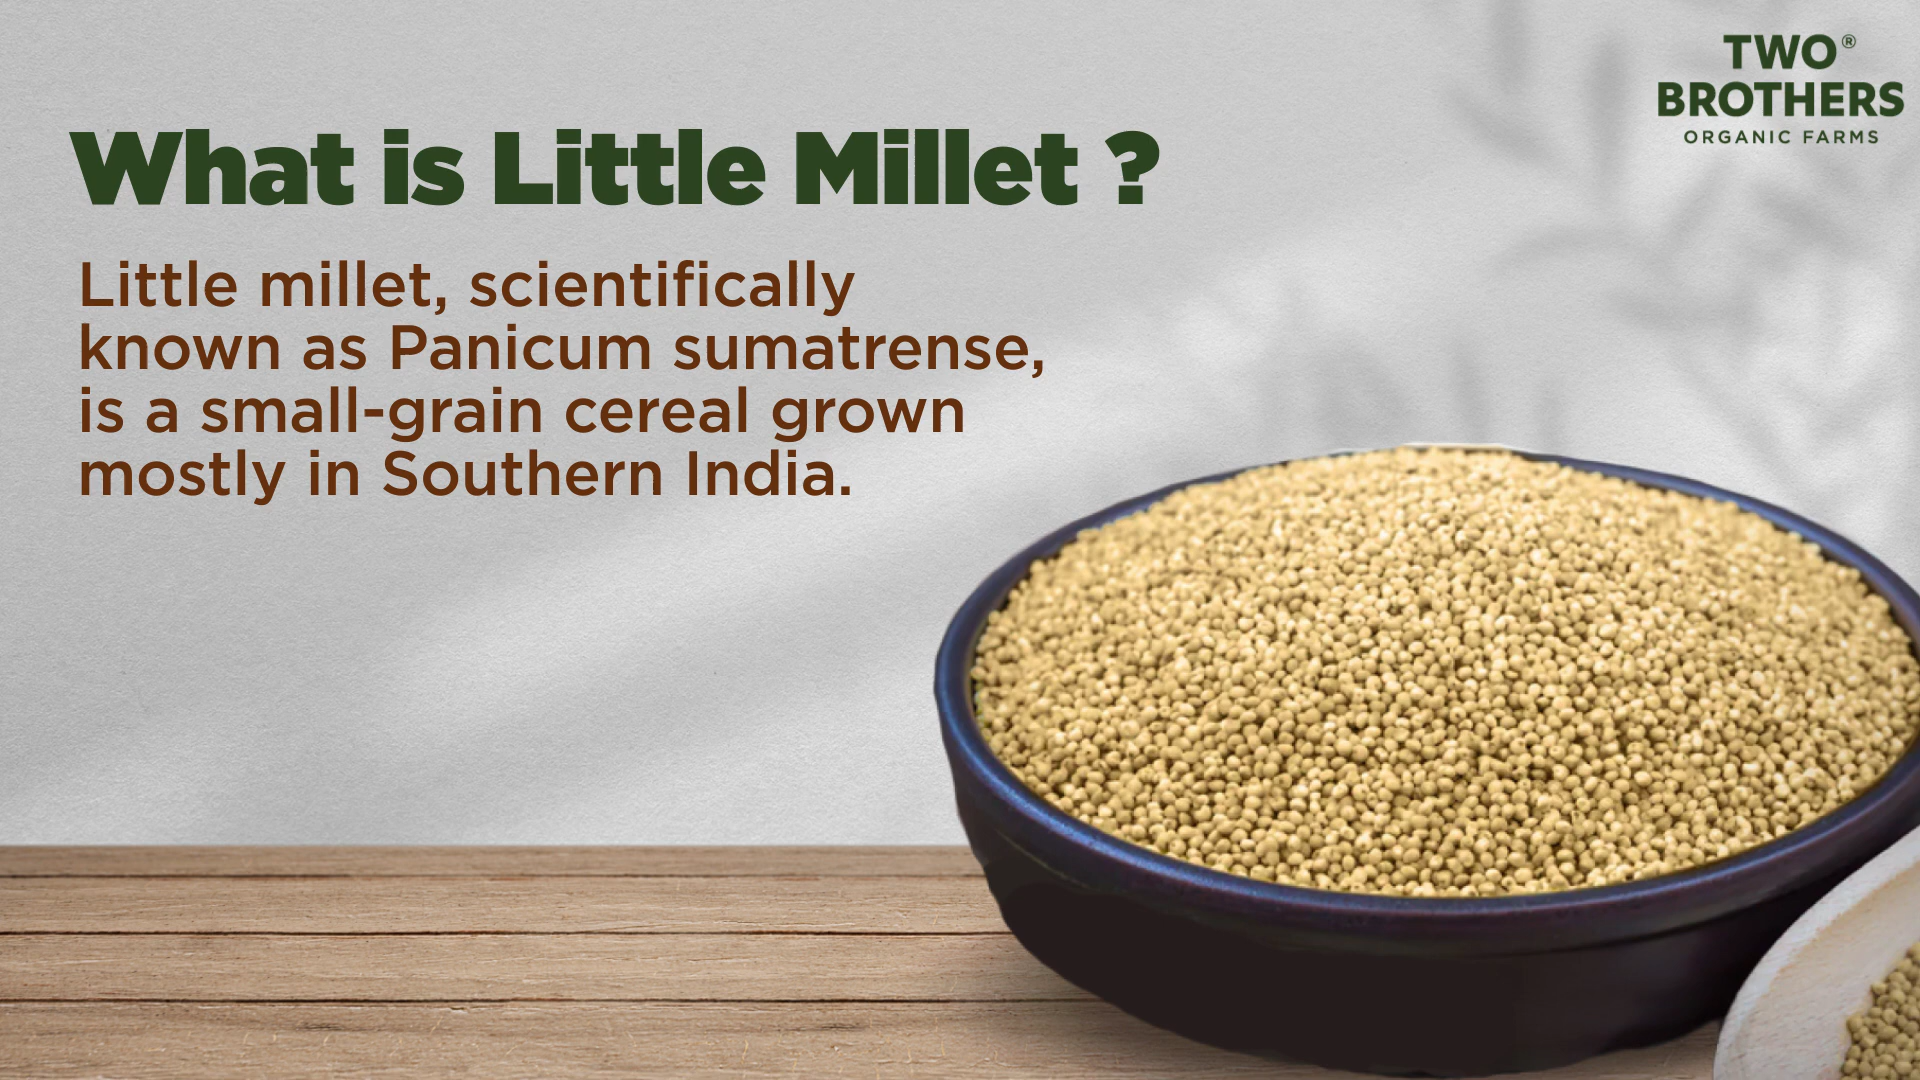 TWO®
BROTHERS
ORGANIC FARMS
What is Little Millet ?
Little millet, scientifically
known as Panicum sumatrense,
is a small-grain cereal grown
mostly in Southern India.